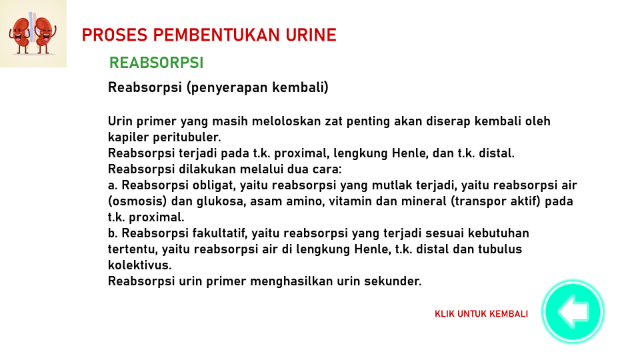 PROSES PEMBENTUKAN URINE
REABSORPSI
Reabsorpsi (penyerapan kembali)
Urin primer yang masih meloloskan zat penting akan diserap kembali oleh
kapiler peritubuler.
Reabsorpsi terjadi pada t.k. proximal, lengkung Henle, dan t.k. distal.
Reabsorpsi dilakukan melalui dua cara:
a. Reabsorpsi obligat, yaitu reabsorpsi yang mutlak terjadi, yaitu reabsorpsi air
(osmosis) dan glukosa, asam amino, vitamin dan mineral (transpor aktif) pada
t.k. proximal.
b. Reabsorpsi fakultatif, yaitu reabsorpsi yang terjadi sesuai kebutuhan
tertentu, yaitu reabsorpsi air di lengkung Henle, t.k. distal dan tubulus
kolektivus.
Reabsorpsi urin primer menghasilkan urin sekunder.
KLIK UNTUK KEMBALI